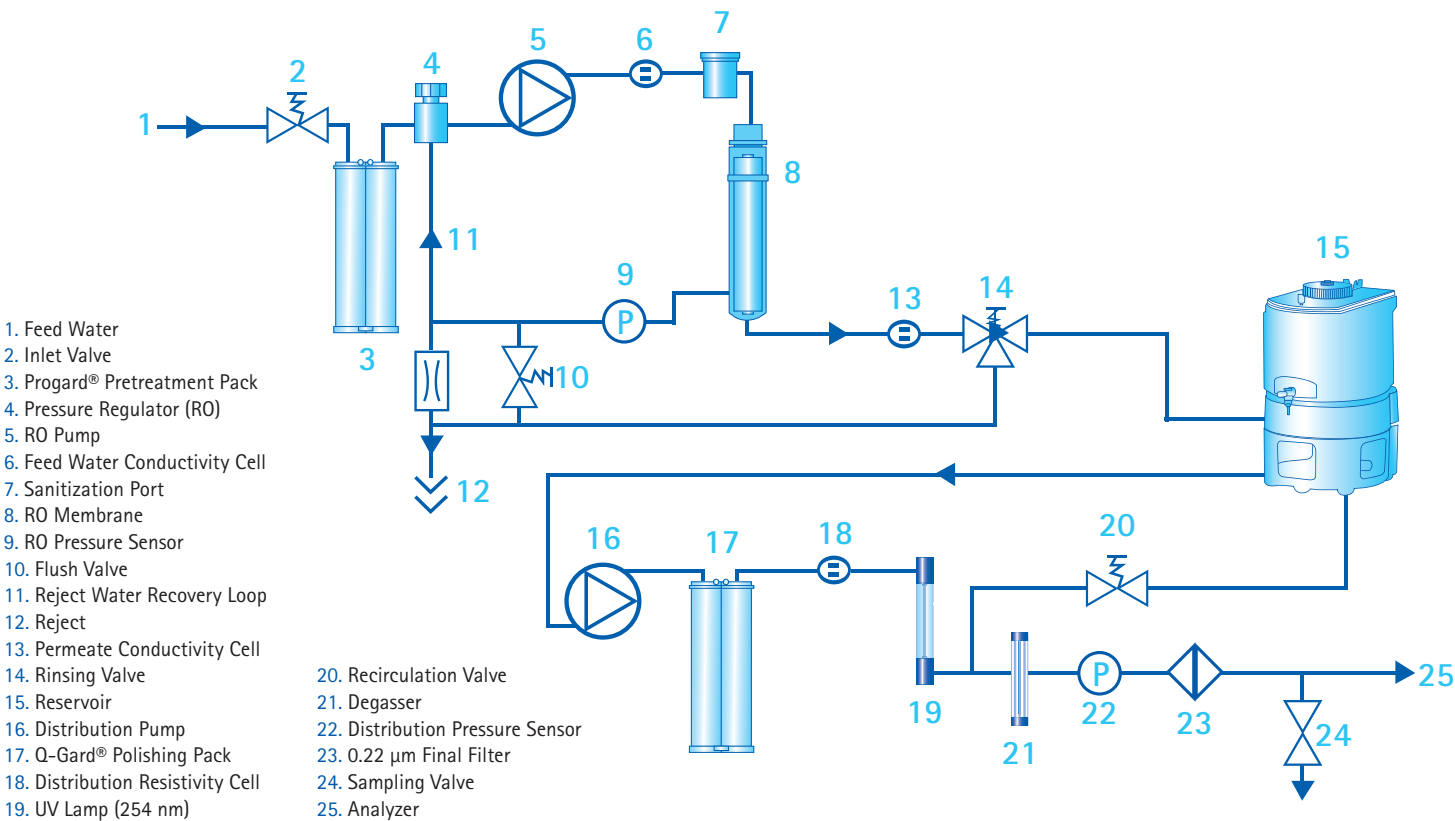 7
5
6
2
4
1
8
11
15
9
14
13
P
3
10
12
1. Feed Water
2. Inlet Valve
3. Progard® Pretreatment Pack
4. Pressure Regulator (RO)
5. RO Pump
6. Feed Water Conductivity Cell
7. Sanitization Port
8. RO Membrane
9. RO Pressure Sensor
10. Flush Valve
11. Reject Water Recovery Loop
12. Reject
13. Permeate Conductivity Cell
14. Rinsing Valve
15. Reservoir
16. Distribution Pump
17. Q-Gard® Polishing Pack
18. Distribution Resistivity Cell
19. UV Lamp (254 nm)
20. Recirculation Valve
21. Degasser
22. Distribution Pressure Sensor
23. 0.22 µm Final Filter
24. Sampling Valve
25. Analyzer
16
17
18
20
P
25
19
22
23
24
21